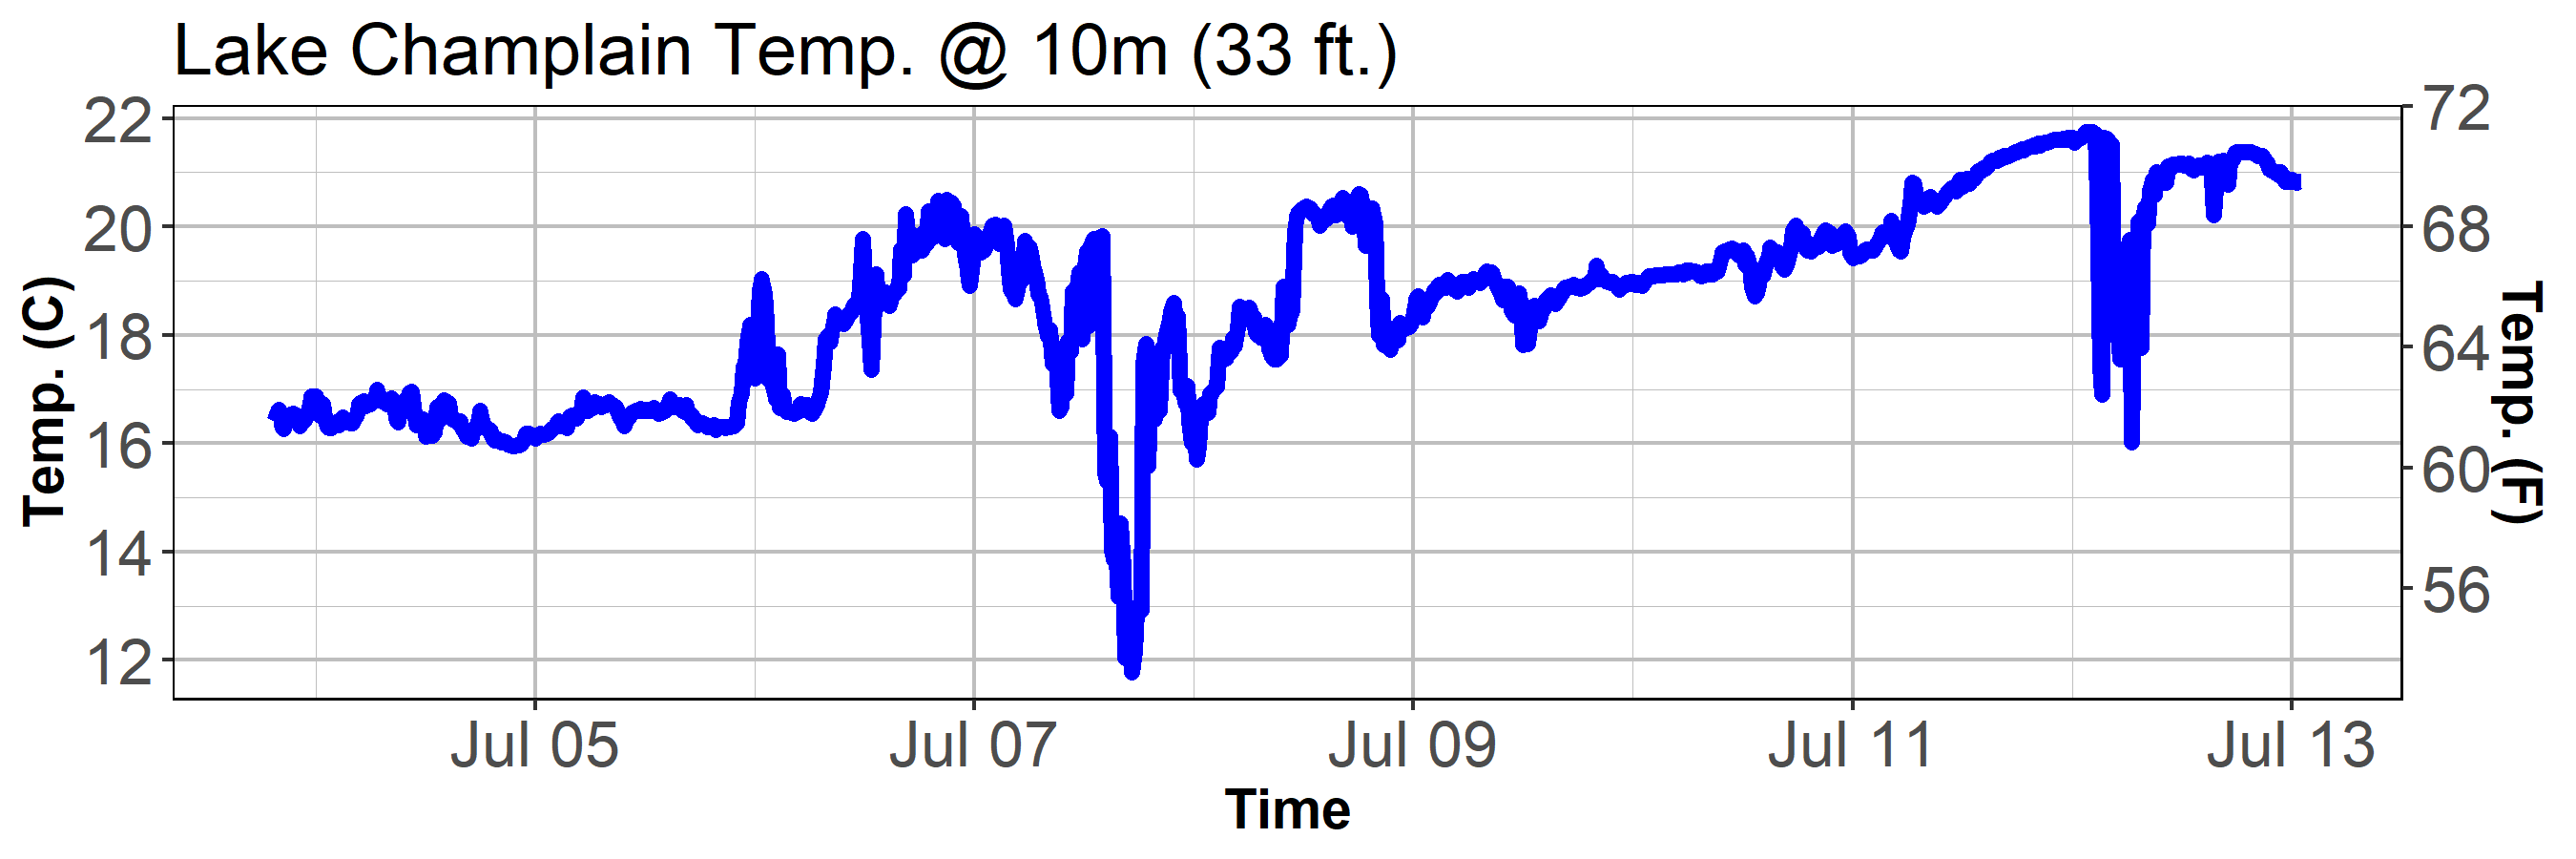 Lake Champlain Temp. @ 10m (33 ft.)
22
20
18
16
14
12
Temp. (C)
72
68
64
60
56
Temp. (F)
Jul 05 Jul 07 Jul 09 Jul 11 Jul 13
Time